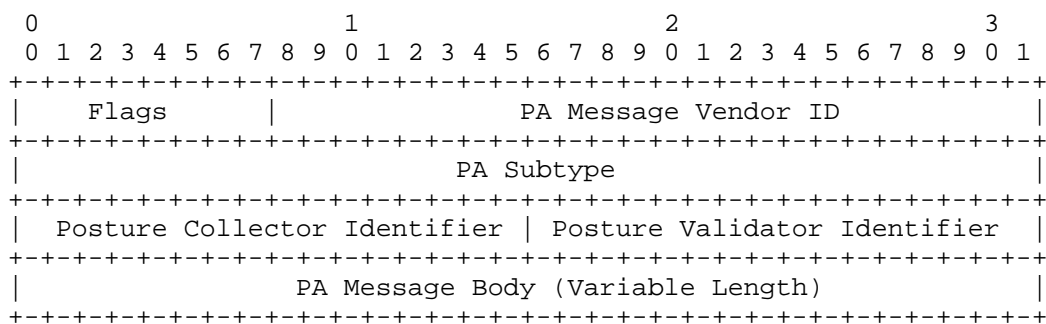 0                   1                   2                   3
 0 1 2 3 4 5 6 7 8 9 0 1 2 3 4 5 6 7 8 9 0 1 2 3 4 5 6 7 8 9 0 1
+-+-+-+-+-+-+-+-+-+-+-+-+-+-+-+-+-+-+-+-+-+-+-+-+-+-+-+-+-+-+-+-+
|    Flags      |               PA Message Vendor ID            |
+-+-+-+-+-+-+-+-+-+-+-+-+-+-+-+-+-+-+-+-+-+-+-+-+-+-+-+-+-+-+-+-+
|                           PA Subtype                          |
+-+-+-+-+-+-+-+-+-+-+-+-+-+-+-+-+-+-+-+-+-+-+-+-+-+-+-+-+-+-+-+-+
|  Posture Collector Identifier | Posture Validator Identifier  |
+-+-+-+-+-+-+-+-+-+-+-+-+-+-+-+-+-+-+-+-+-+-+-+-+-+-+-+-+-+-+-+-+
|                 PA Message Body (Variable Length)             |
+-+-+-+-+-+-+-+-+-+-+-+-+-+-+-+-+-+-+-+-+-+-+-+-+-+-+-+-+-+-+-+-+